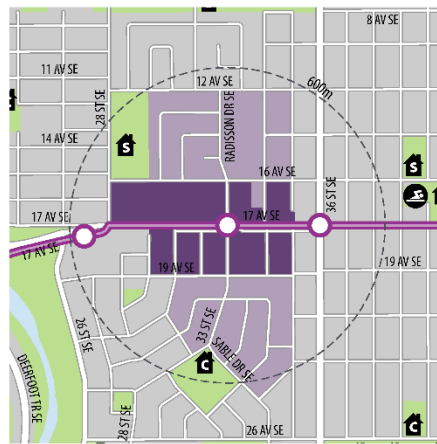 8 AV SE
11 AV SE
12 AV SE
600m
28 ST SE
RADISSON DR SE
14 AV SE
S
S
16 AV SE
36 ST SE
17 AV SE
17 AV SE
17 AV SE
19 AV SE
19 AV SE
26 ST SE
33 ST SE
SABLE DR SE
C
DEERFOOT TR SE
28 ST SE
26 AV SE
C